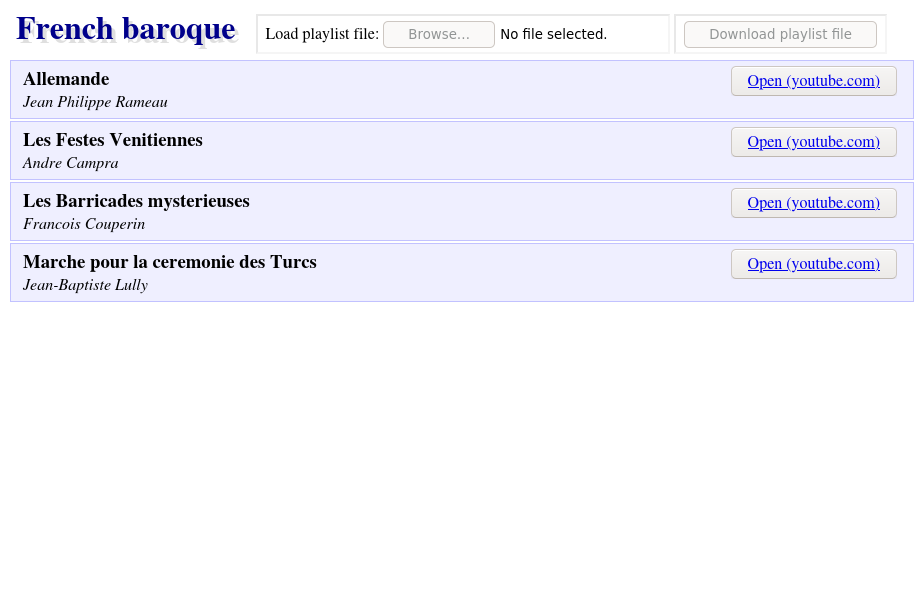 French baroque
Load playlist file: Browse... No file selected.
Download playlist file
Allemande
Jean Philippe Rameau
Open (youtube.com)
Les Festes Venitiennes
Andre Campra
Open (youtube.com)
Les Barricades mysterieuses
Francois Couperin
Open (youtube.com)
Marche pour la ceremonie des Turcs
Jean-Baptiste Lully
Open (youtube.com)